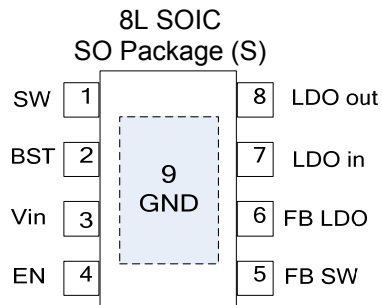 8L SOIC
SO Package (S)
SW 1 8 LDO out
BST 2 7 LDO in
9
GND
Vin 3 6 FB LDO
EN 4 5 FB SW